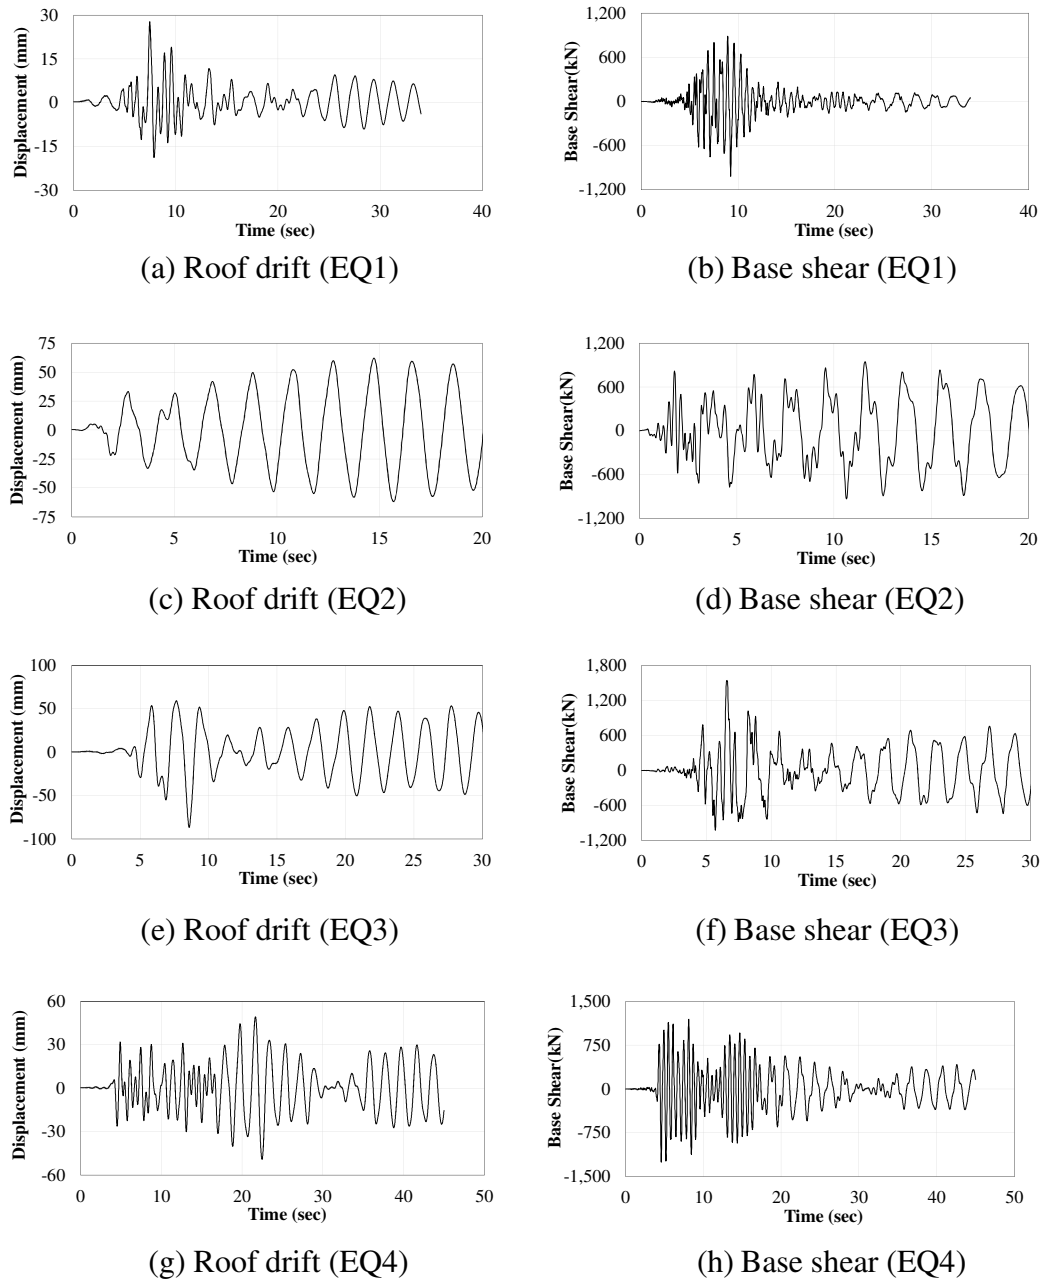 Displacement (mm)
30
15
0
-15
-30
0 10 20 30 40
Time (sec)
(a) Roof drift (EQ1)
Base Shear(kN)
1,200
600
0
-600
-1,200
0 10 20 30 40
Time (sec)
(b) Base shear (EQ1)
Displacement (mm)
75
50
25
0
-25
-50
-75
0 5 10 15 20
Time (sec)
(c) Roof drift (EQ2)
Base Shear(kN)
1,200
600
0
-600
-1,200
0 5 10 15 20
Time (sec)
(d) Base shear (EQ2)
Displacement (mm)
100
50
0
-50
-100
0 5 10 15 20 25 30
Time (sec)
(e) Roof drift (EQ3)
Base Shear(kN)
1,800
1,200
600
0
-600
-1,200
0 5 10 15 20 25 30
Time (sec)
(f) Base shear (EQ3)
Displacement (mm)
60
30
0
-30
-60
0 10 20 30 40 50
Time (sec)
(g) Roof drift (EQ4)
Base Shear(kN)
1,500
750
0
-750
-1,500
0 10 20 30 40 50
Time (sec)
(h) Base shear (EQ4)